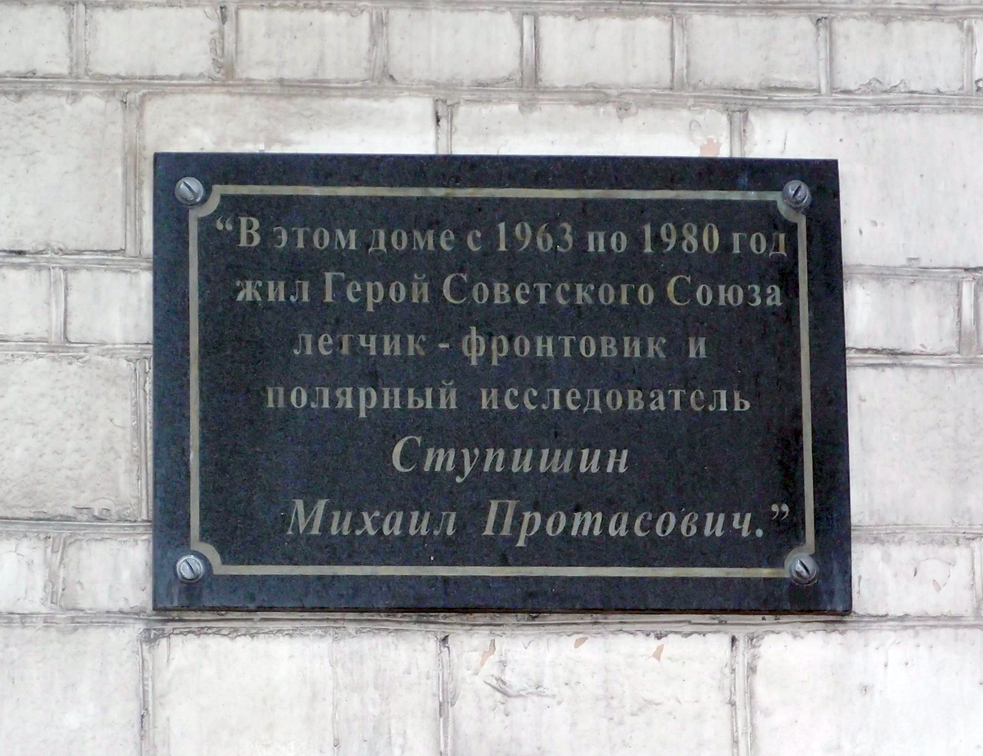 “В этом доме с 1963 по 1980 год
жил Герой Советского Союза
летчик - фронтовик и
полярный исследователь
Ступишин
Михаил Протасович.”